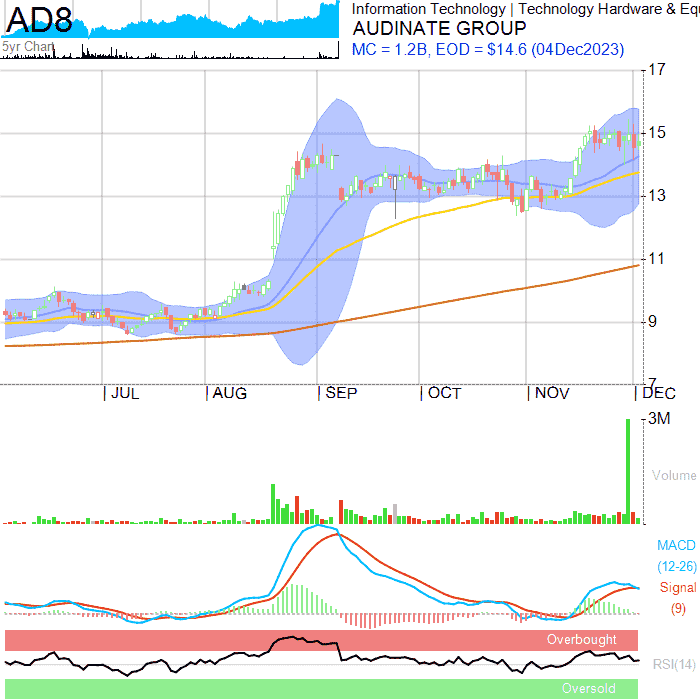 AD8
Information Technology | Technology Hardware & Eq
AUDINATE GROUP
5yr Chart
MC = 1.2B, EOD = $14.6 (04Dec2023)
17
15
13
11
9
7
JUL AUG SEP OCT NOV DEC
3M
Volume
MACD
(12-26)
Signal
(9)
Overbought
RSI(14)
Oversold